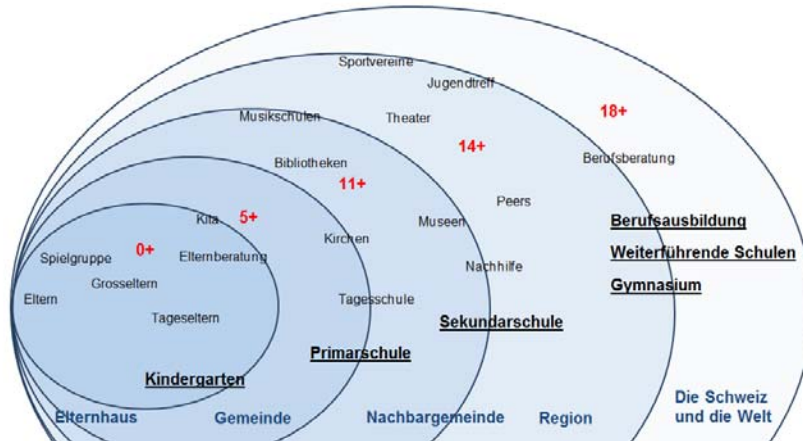 Sportvereine
Jugendtreff
18+
Musikschulen
Theater
14+
Bibliotheken
Berufsberatung
11+
Peers
Kita
5+
Museen
Berufsausbildung
0+
Kirchen
Spielgruppe
Elternberatung
Weiterführende Schulen
Nachhilfe
Grosseltern
Gymnasium
Eltern
Tagesschule
Tageseltern
Sekundarschule
Primarschule
Kindergarten
Elternhaus
Gemeinde
Nachbargemeinde
Region
Die Schweiz
und die Welt